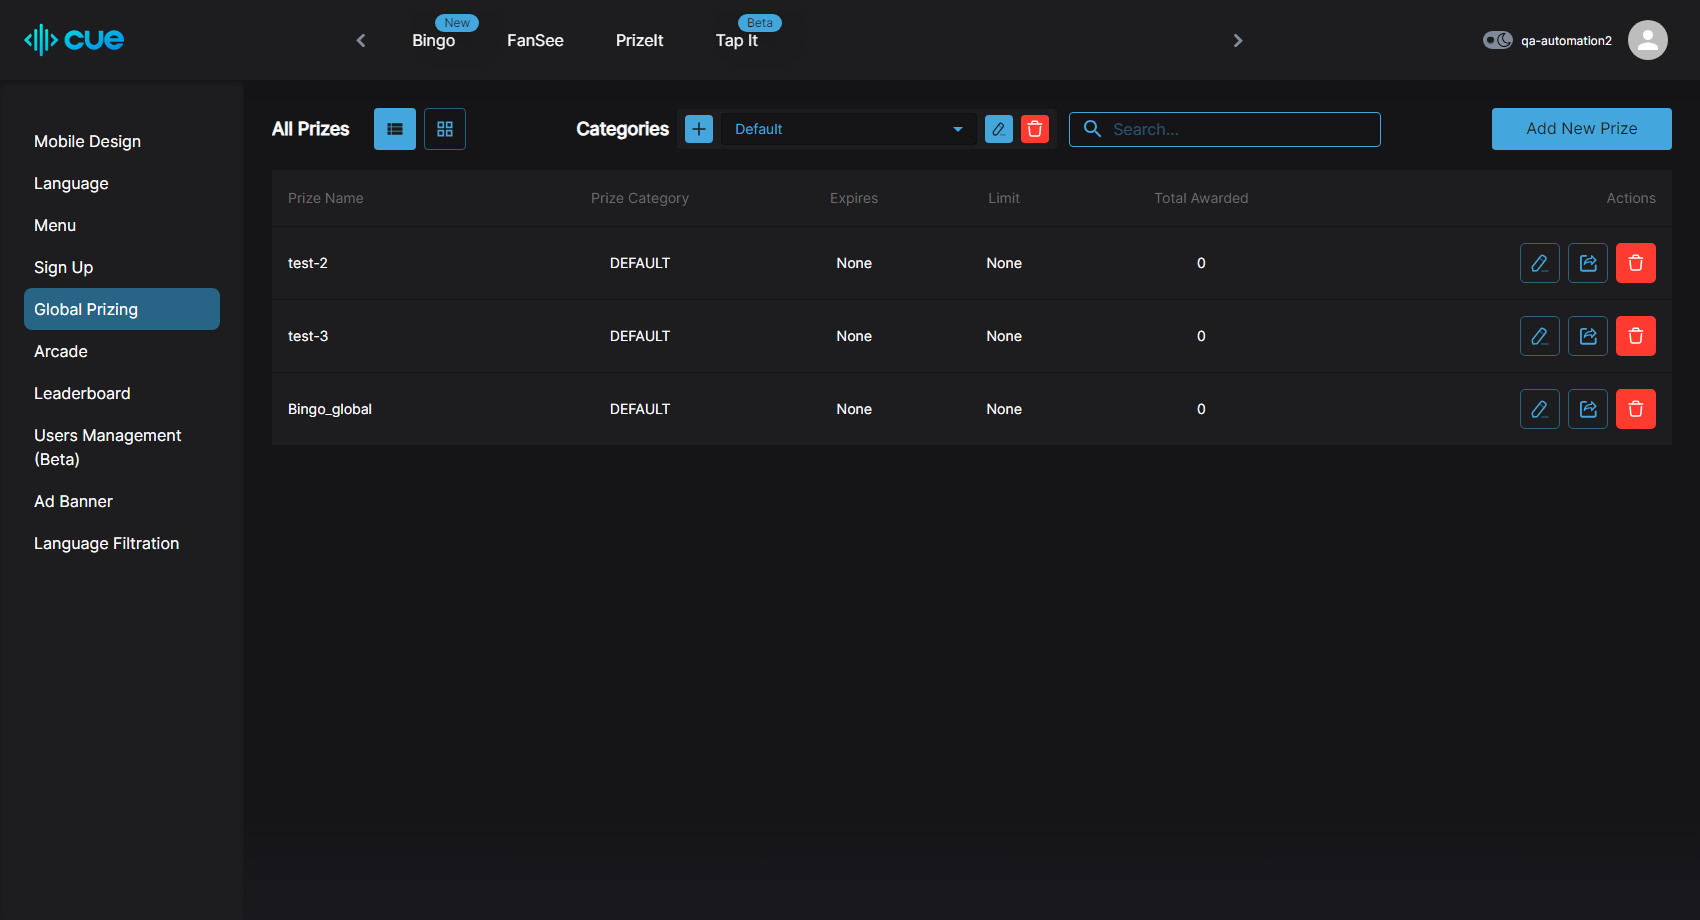 cue
New
Bingo
FanSee
PrizeIt
Beta
Tap It
qa-automation2
Mobile Design
Language
Menu
Sign Up
Global Prizing
Arcade
Leaderboard
Users Management
(Beta)
Ad Banner
Language Filtration
All Prizes
Categories
Default
Search...
Add New Prize
Prize Name Prize Category Expires Limit Total Awarded Actions
test-2 DEFAULT None None 0
test-3 DEFAULT None None 0
Bingo_global DEFAULT None None 0